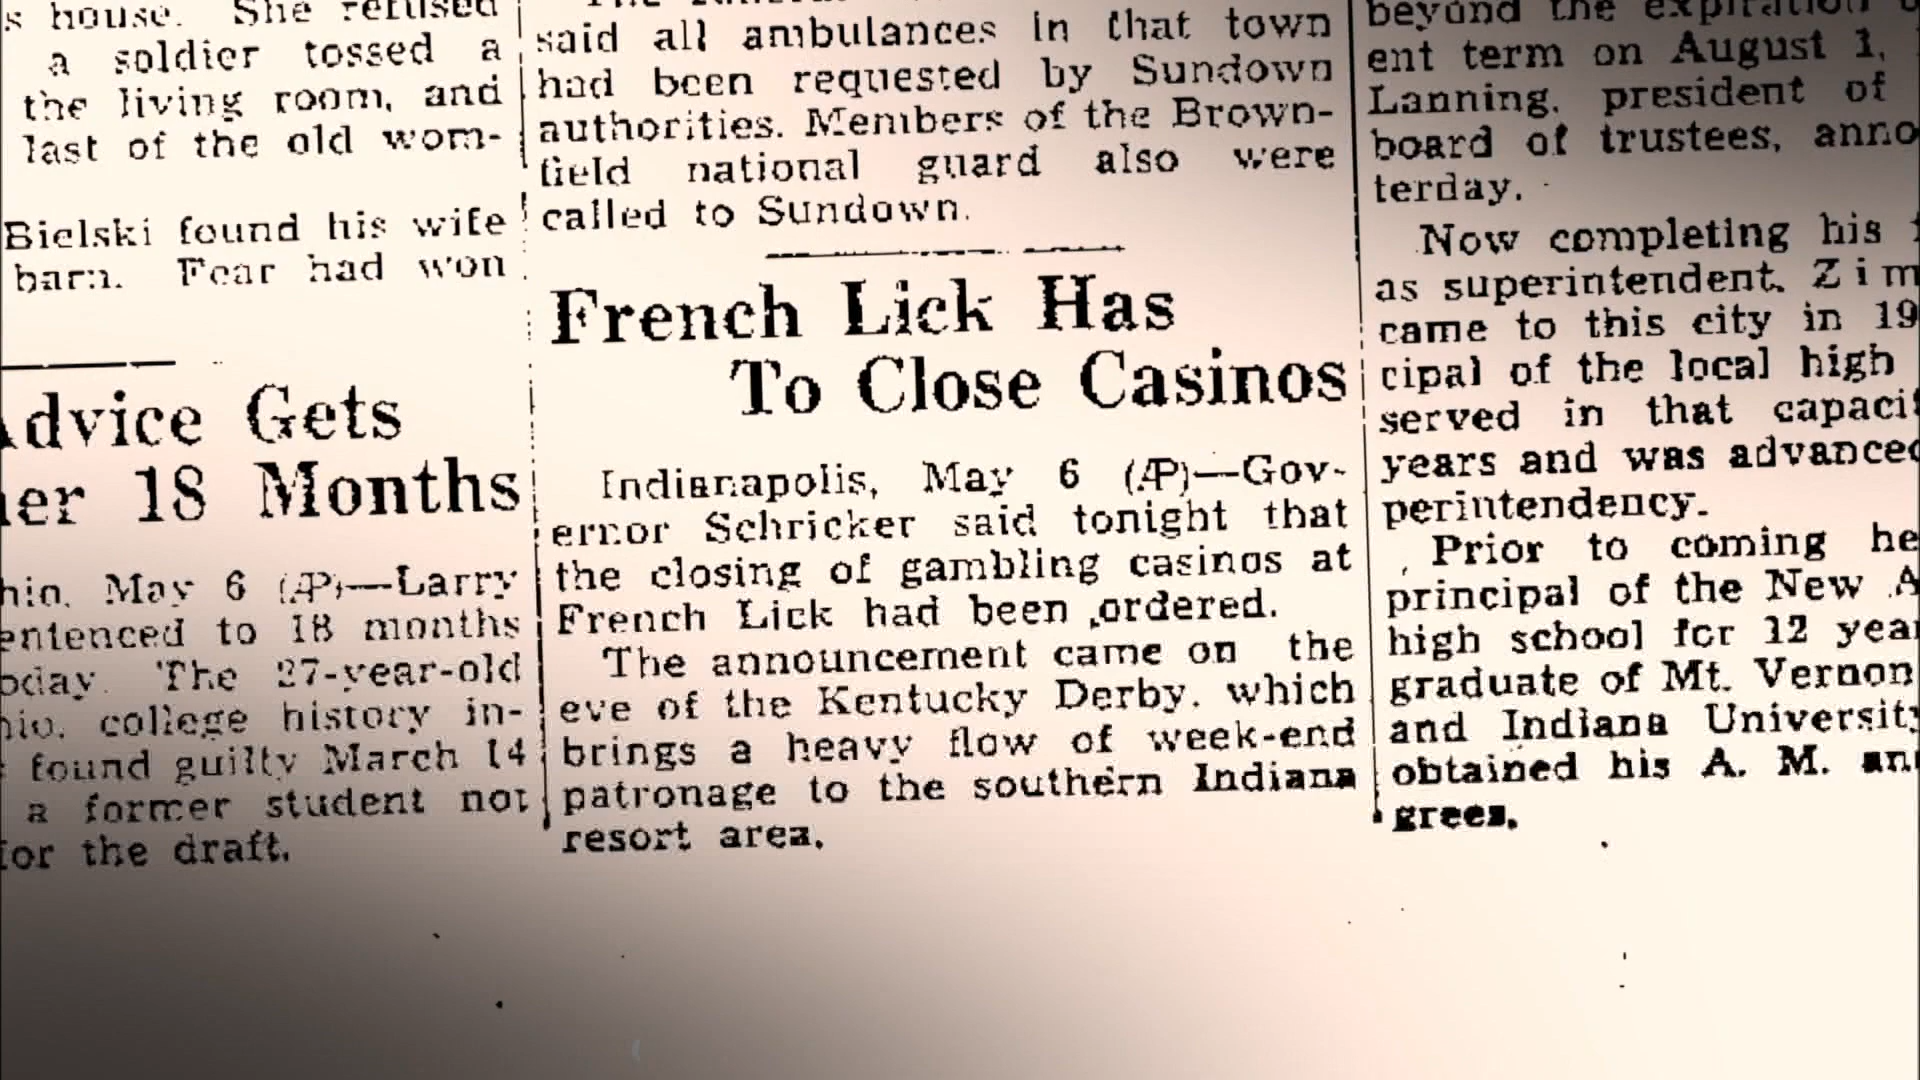 s house. She refused
a soldier tossed a
the living room, and
last of the old wom-
Bielski found his wife
barn. Fear had won
Advice Gets
18 Months
May 6 (AP)—Larry
sentenced to 18 months
today. The 27-year-old
college history in-
found guilty March 14
a former student not
for the draft.
said all ambulances in that town
had been requested by Sundown
authorities. Members of the Brown-
field national guard also were
called to Sundown.
French Lick Has
To Close Casinos
Indianapolis, May 6 (AP)—Gov-
ernor Schricker said tonight that
the closing of gambling casinos at
French Lick had been ordered.
The announcement came on the
eve of the Kentucky Derby, which
brings a heavy flow of week-end
patronage to the southern Indiana
resort area.
beyond the expiration
ent term on August 1,
Lanning, president of
board of trustees, anno
terday.
Now completing his
as superintendent, Zim
came to this city in 19
cipal of the local high
served in that capacit
years and was advanced
perintendency.
Prior to coming he
principal of the New A
high school for 12 year
graduate of Mt. Vernon
and Indiana University
obtained his A. M. an
grees.